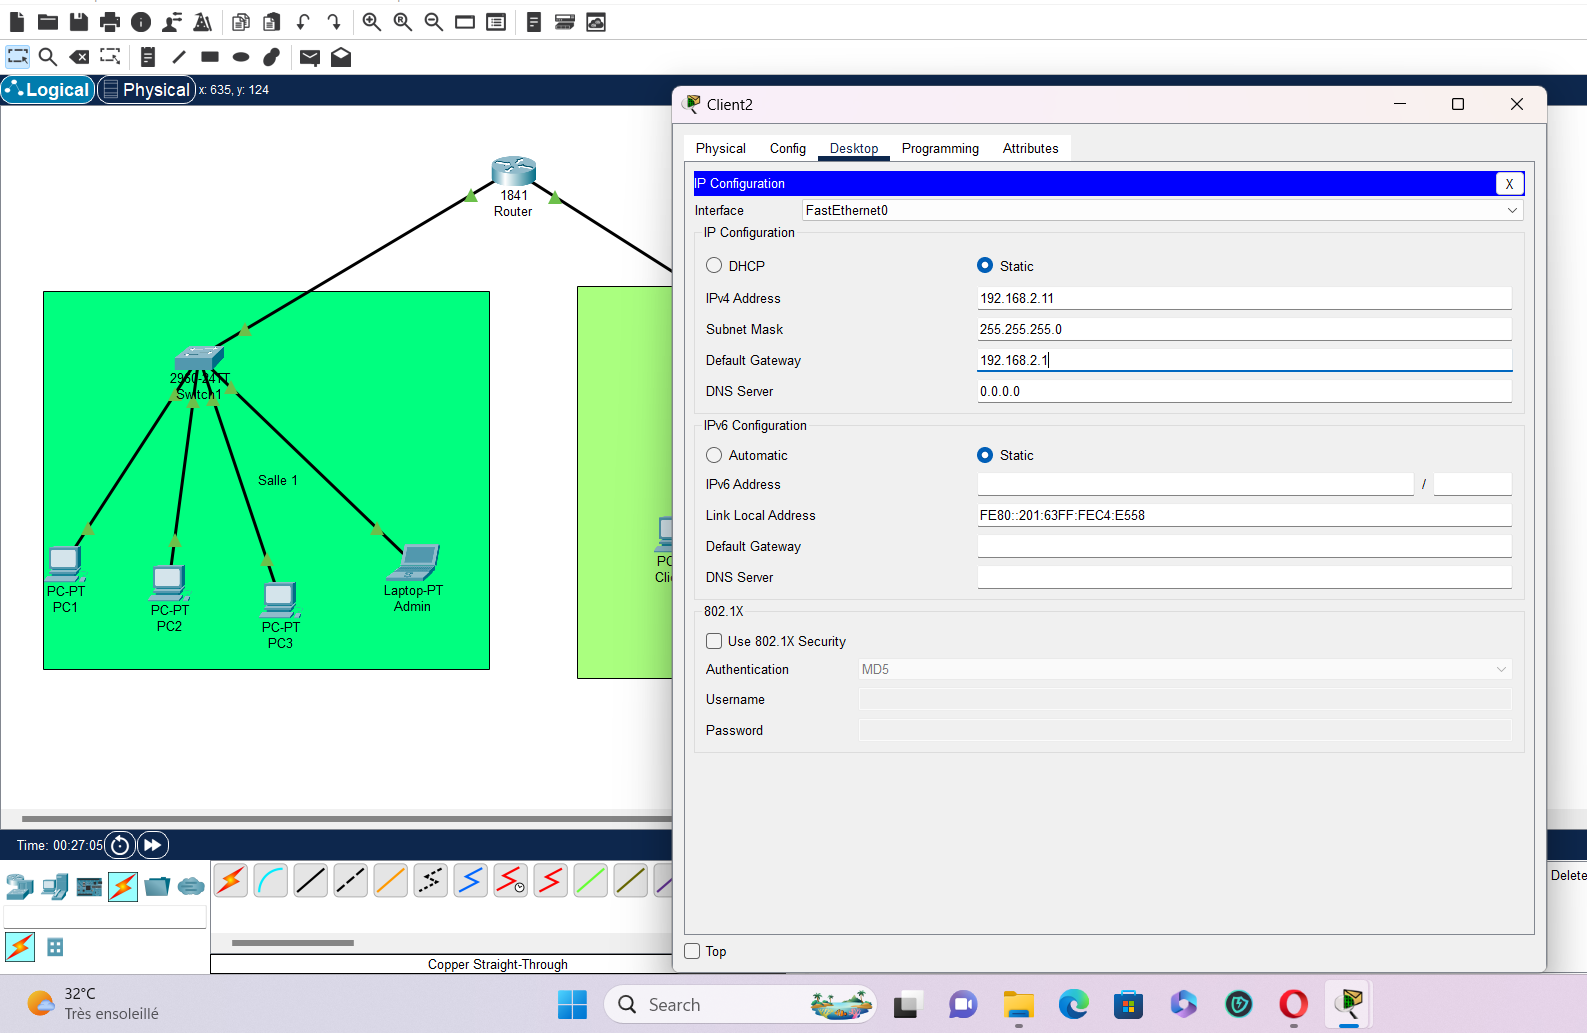 Logical
Physical
x: 635, y: 124
1841
Router
2960-24TT
Switch1
Salle 1
PC-PT
PC1
PC-PT
PC2
PC-PT
PC3
Laptop-PT
Admin
PC
Clie
Client2
Physical
Config
Desktop
Programming
Attributes
IP Configuration
X
Interface
FastEthernet0
IP Configuration
DHCP
Static
IPv4 Address
192.168.2.11
Subnet Mask
255.255.255.0
Default Gateway
192.168.2.1
DNS Server
0.0.0.0
IPv6 Configuration
Automatic
Static
IPv6 Address
/
Link Local Address
FE80::201:63FF:FEC4:E558
Default Gateway
DNS Server
802.1X
Use 802.1X Security
Authentication
MD5
Username
Password
Top
Time: 00:27:05
Delete
Copper Straight-Through
32°C
Très ensoleillé
Search